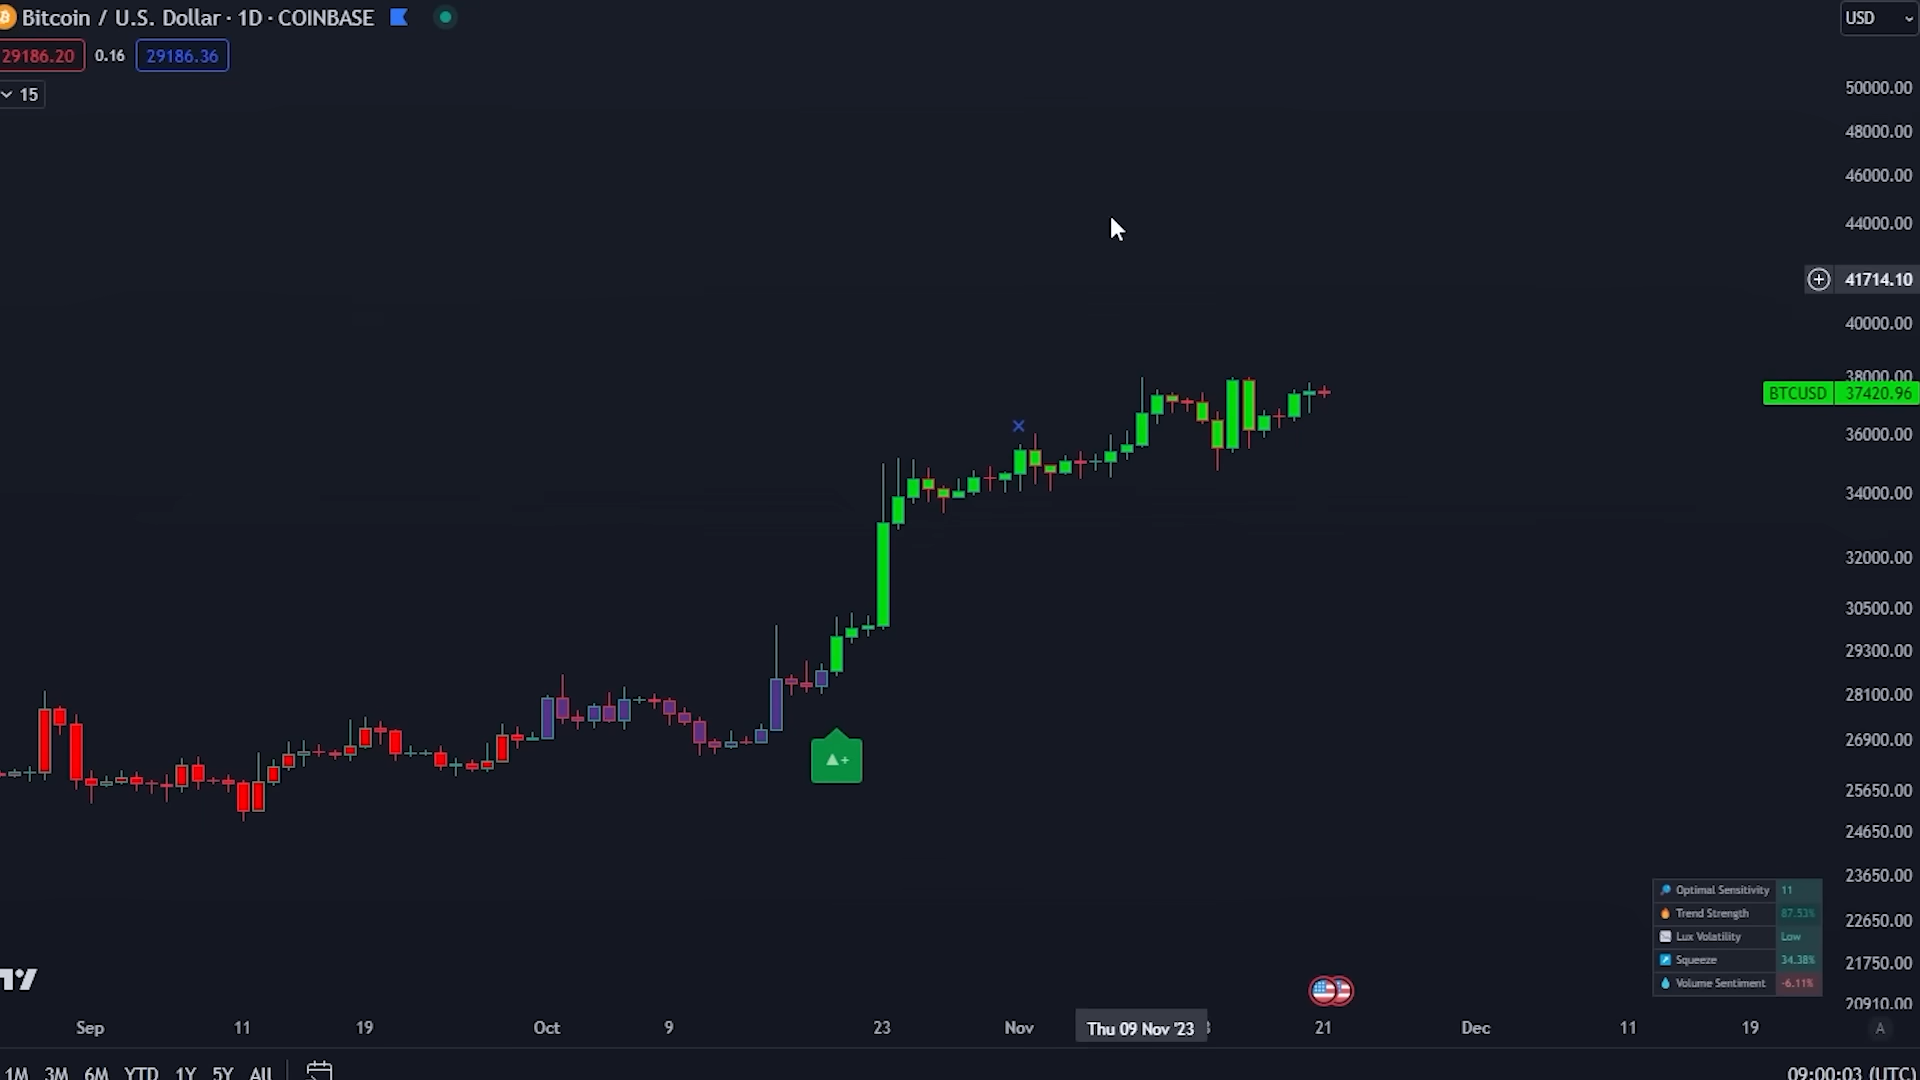 Bitcoin / U.S. Dollar · 1D · COINBASE
USD
29186.20 0.16 29186.36
15
50000.00
48000.00
46000.00
44000.00
41714.10
40000.00
38000.00
BTCUSD 37420.96
36000.00
34000.00
32000.00
30500.00
29300.00
28100.00
26900.00
25650.00
24650.00
23650.00
22650.00
21750.00
20910.00
▲+
Optimal Sensitivity 11
Trend Strength 87.53%
Lux Volatility Low
Squeeze 34.38%
Volume Sentiment -6.11%
Sep 11 19 Oct 9 23 Nov Thu 09 Nov '23 21 Dec 11 19 A
1M 3M 6M YTD 1Y 5Y All 09:00:03 (UTC)